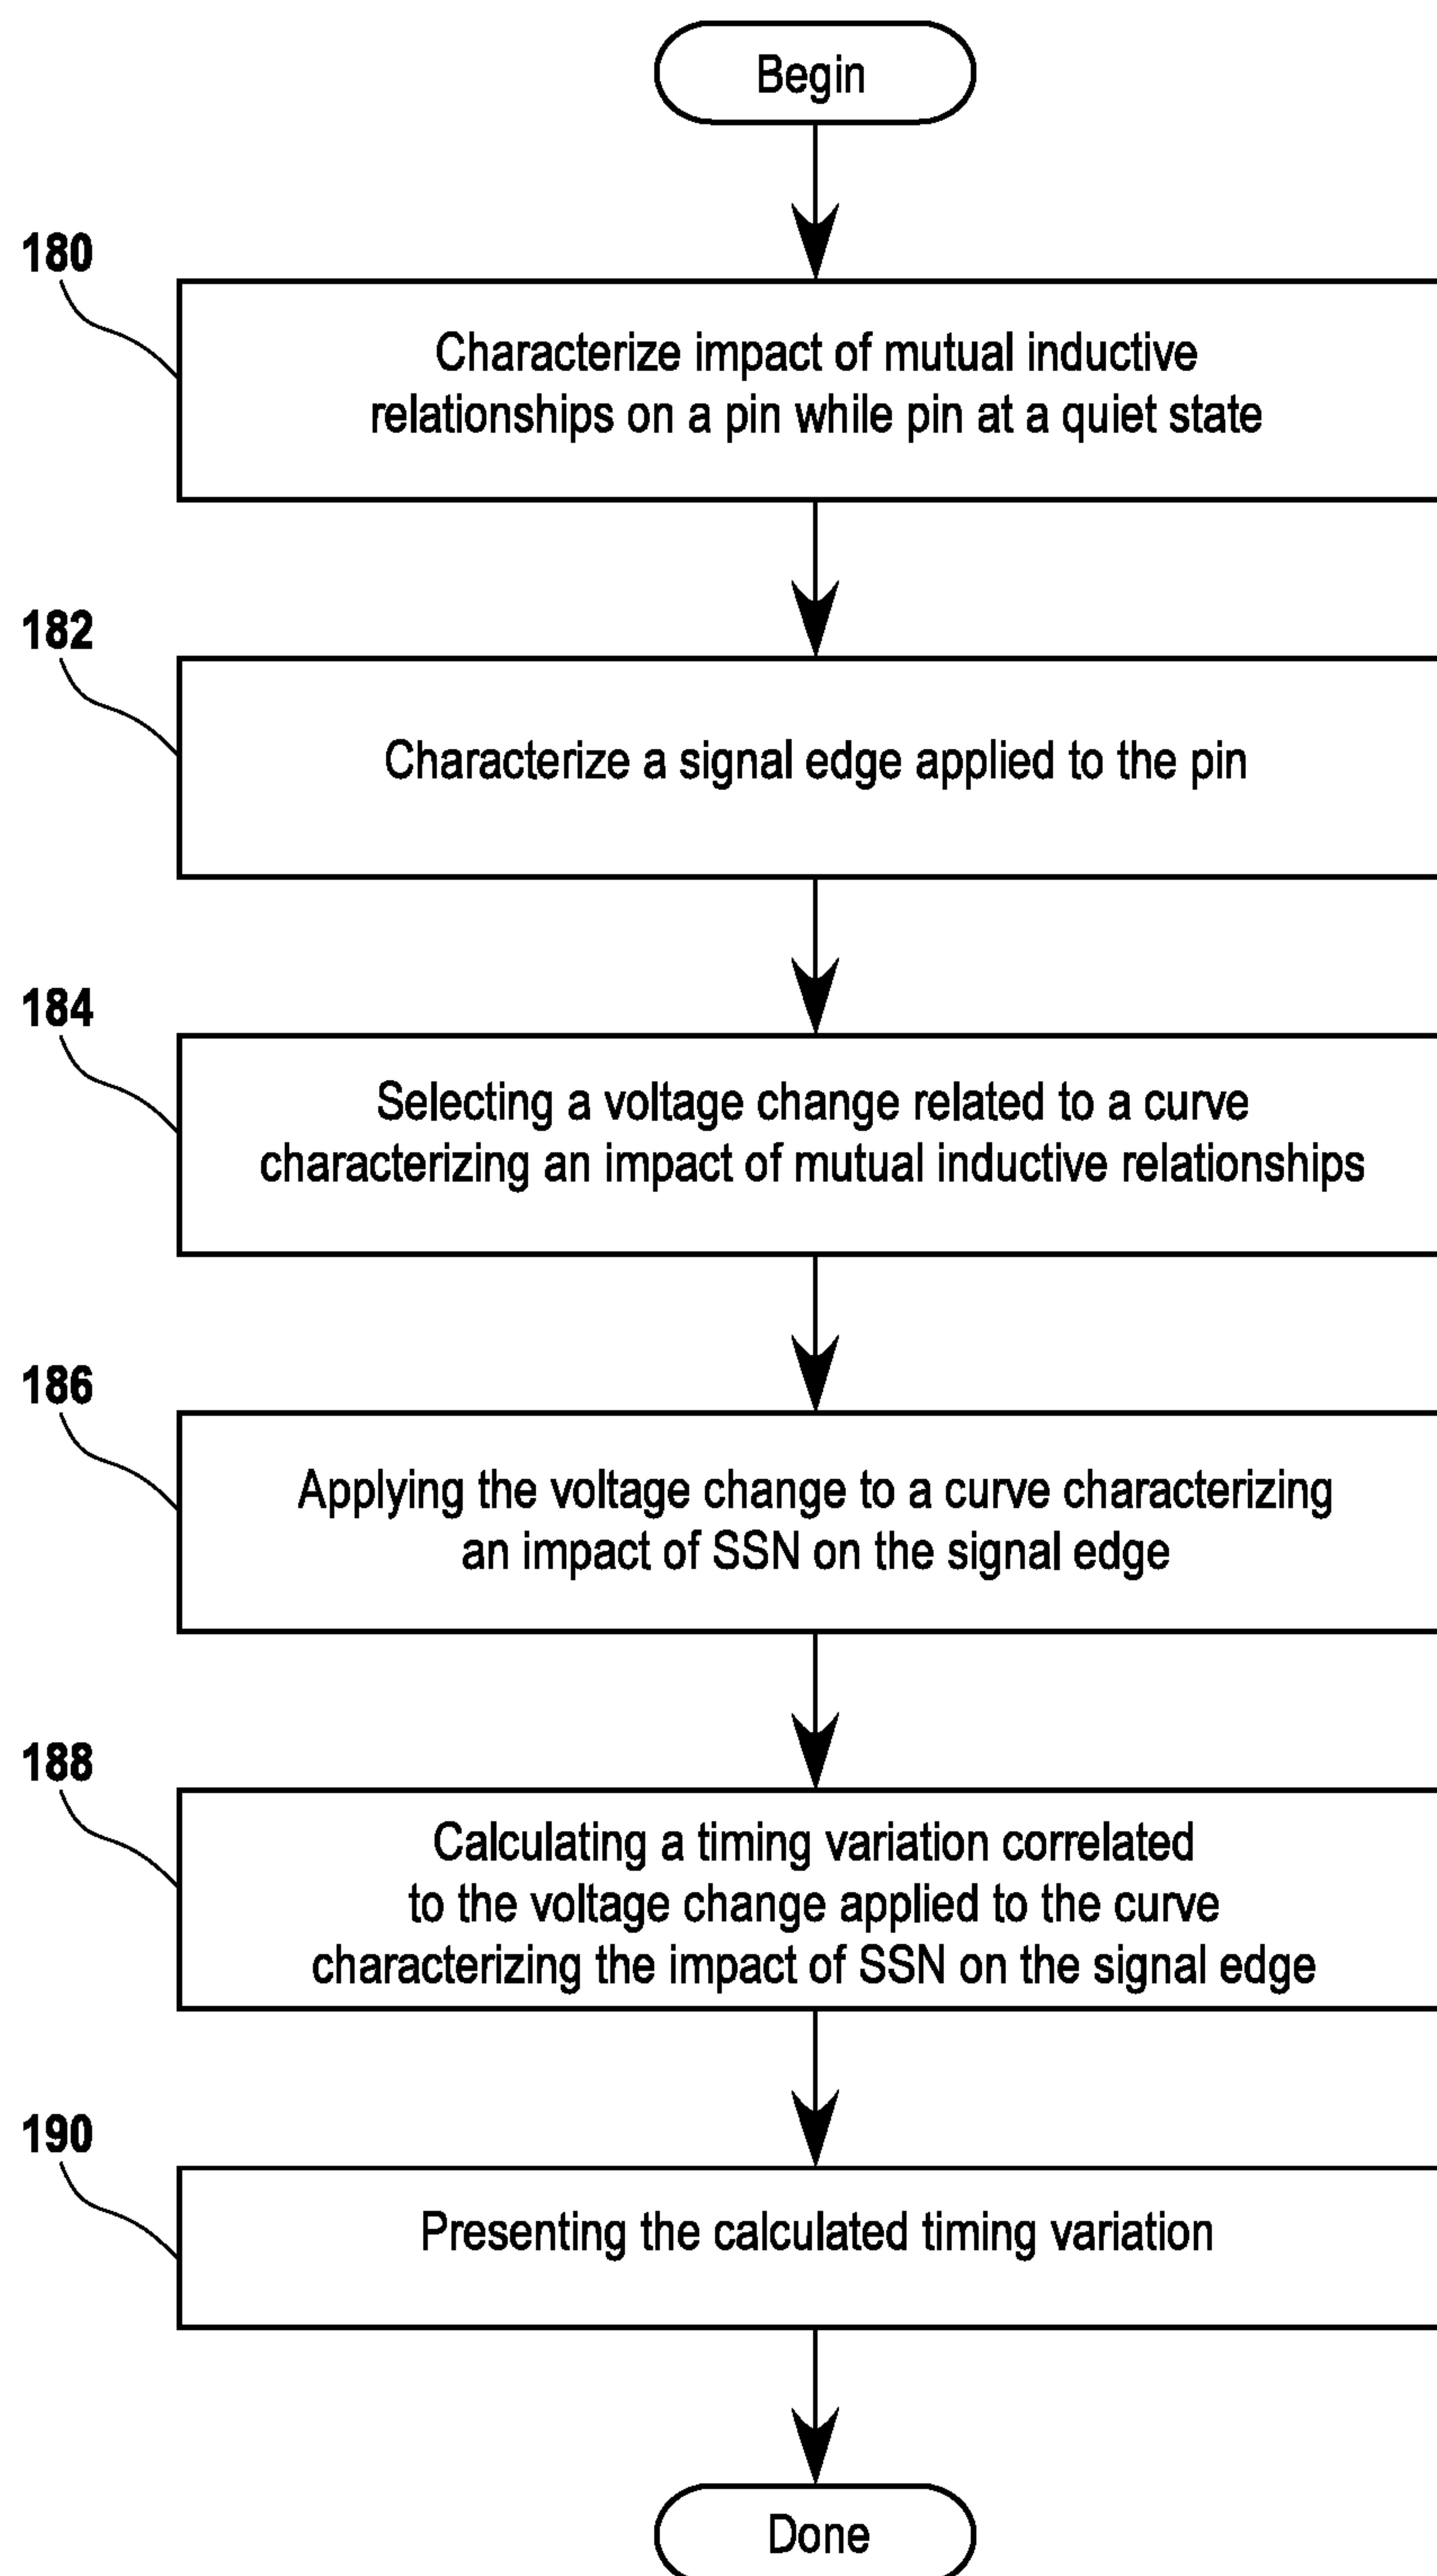 Begin
180
Characterize impact of mutual inductive
relationships on a pin while pin at a quiet state
182
Characterize a signal edge applied to the pin
184
Selecting a voltage change related to a curve
characterizing an impact of mutual inductive relationships
186
Applying the voltage change to a curve characterizing
an impact of SSN on the signal edge
188
Calculating a timing variation correlated
to the voltage change applied to the curve
characterizing the impact of SSN on the signal edge
190
Presenting the calculated timing variation
Done